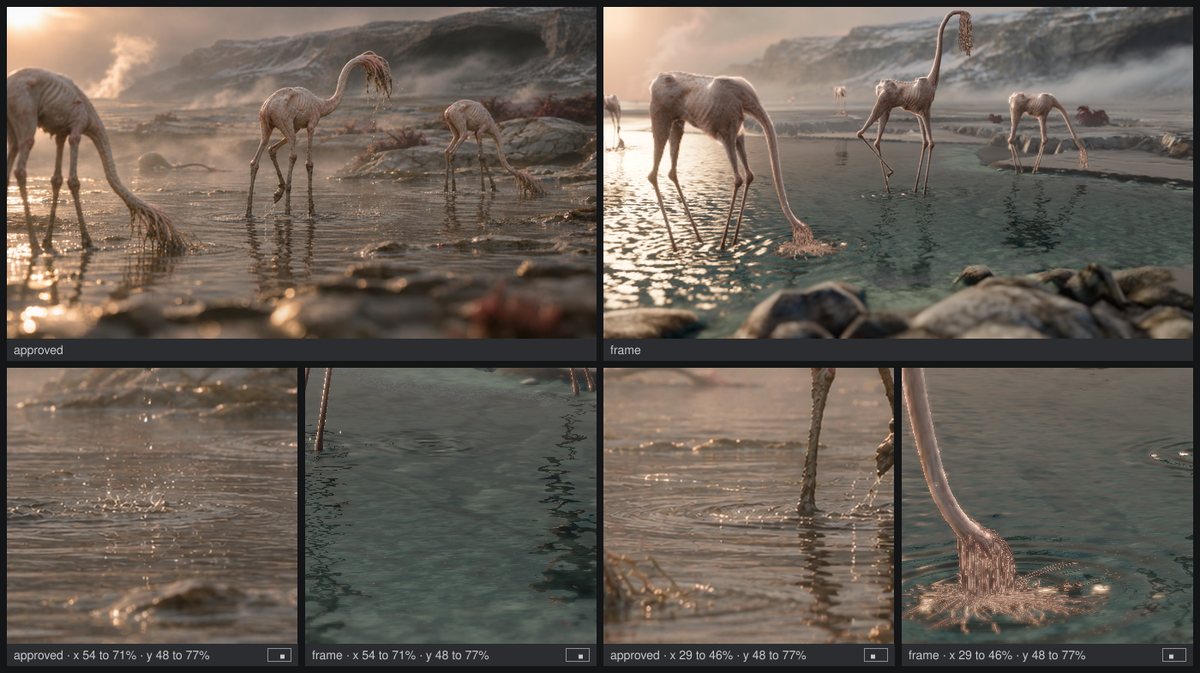 approved
frame
approved · x 54 to 71% · y 48 to 77%
frame · x 54 to 71% · y 48 to 77%
approved · x 29 to 46% · y 48 to 77%
frame · x 29 to 46% · y 48 to 77%